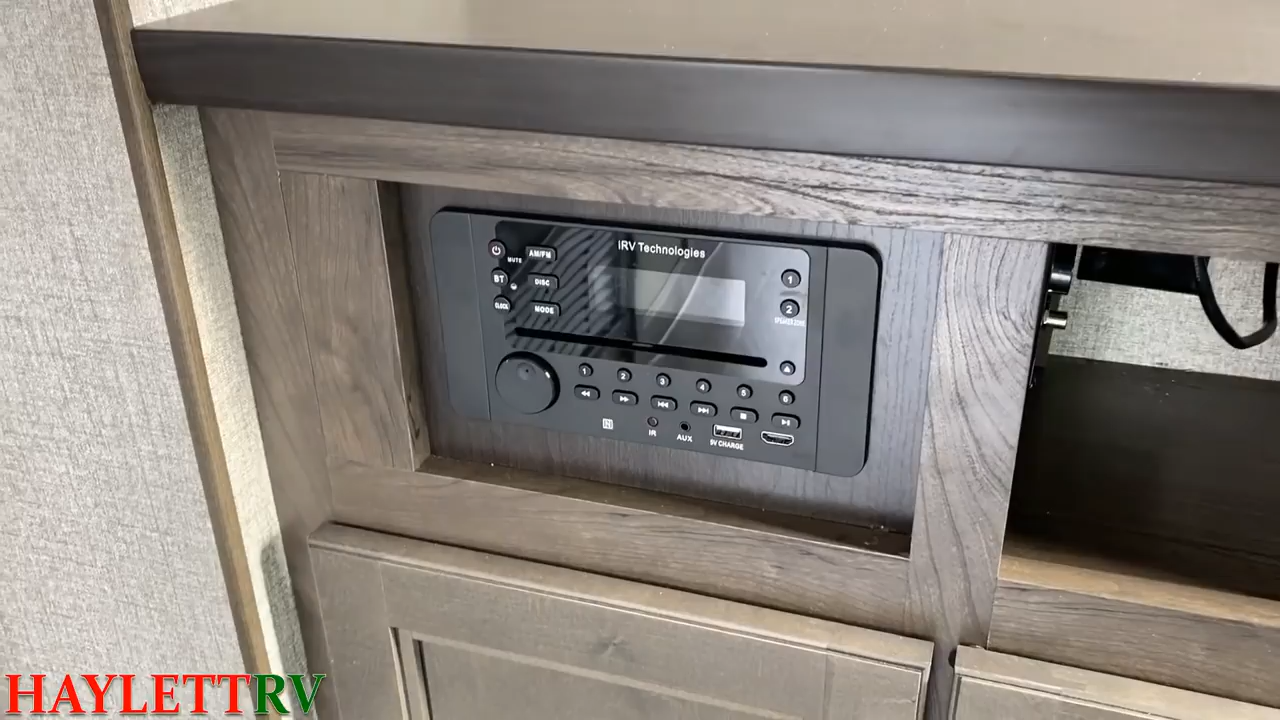 iRV Technologies
MUTE AM/FM
BT DISC
CLOCK MODE
1
2
SPEAKER ZONE
1 2 3 4 5 6
N
IR AUX 5V CHARGE
HAYLETTRV